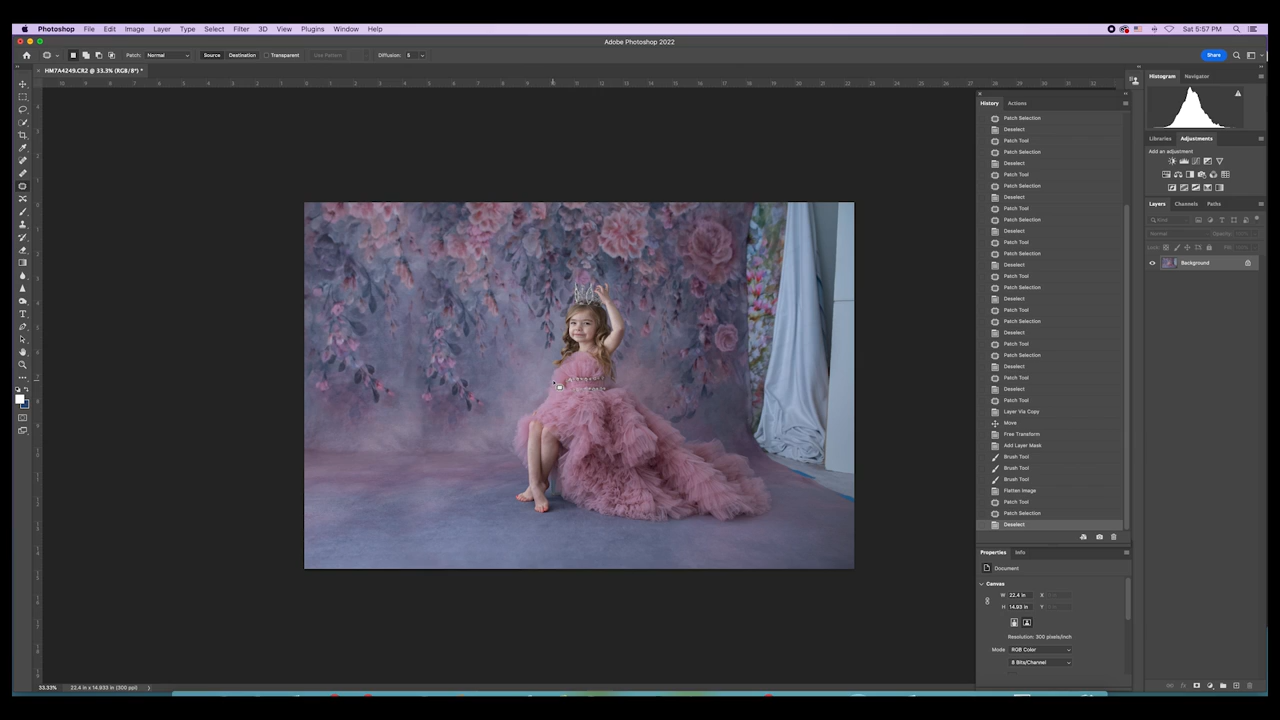 Photoshop File Edit Image Layer Type Select Filter 3D View Plugins Window Help Sat 5:57 PM
Adobe Photoshop 2022
Patch: Normal Source Destination Transparent Use Pattern Diffusion: 5 Share
HM7A4249.CR2 @ 33.3% (RGB/8*) *
Histogram Navigator
History Actions
Patch Selection
Deselect
Patch Tool
Patch Selection
Deselect
Patch Tool
Patch Selection
Deselect
Patch Tool
Patch Selection
Deselect
Patch Tool
Patch Selection
Deselect
Patch Tool
Patch Selection
Deselect
Patch Tool
Patch Selection
Deselect
Patch Tool
Patch Selection
Deselect
Patch Tool
Deselect
Patch Tool
Layer Via Copy
Move
Free Transform
Add Layer Mask
Brush Tool
Brush Tool
Brush Tool
Flatten Image
Patch Tool
Patch Selection
Deselect
Libraries Adjustments
Add an adjustment
Layers Channels Paths
Kind
Normal Opacity:
Lock: Fill:
Background
Properties Info
Document
Canvas
W 22.4 in X
H 14.93 in Y
Resolution: 300 pixels/inch
Mode RGB Color
8 Bits/Channel
33.33% 22.4 in x 14.933 in (300 ppi)